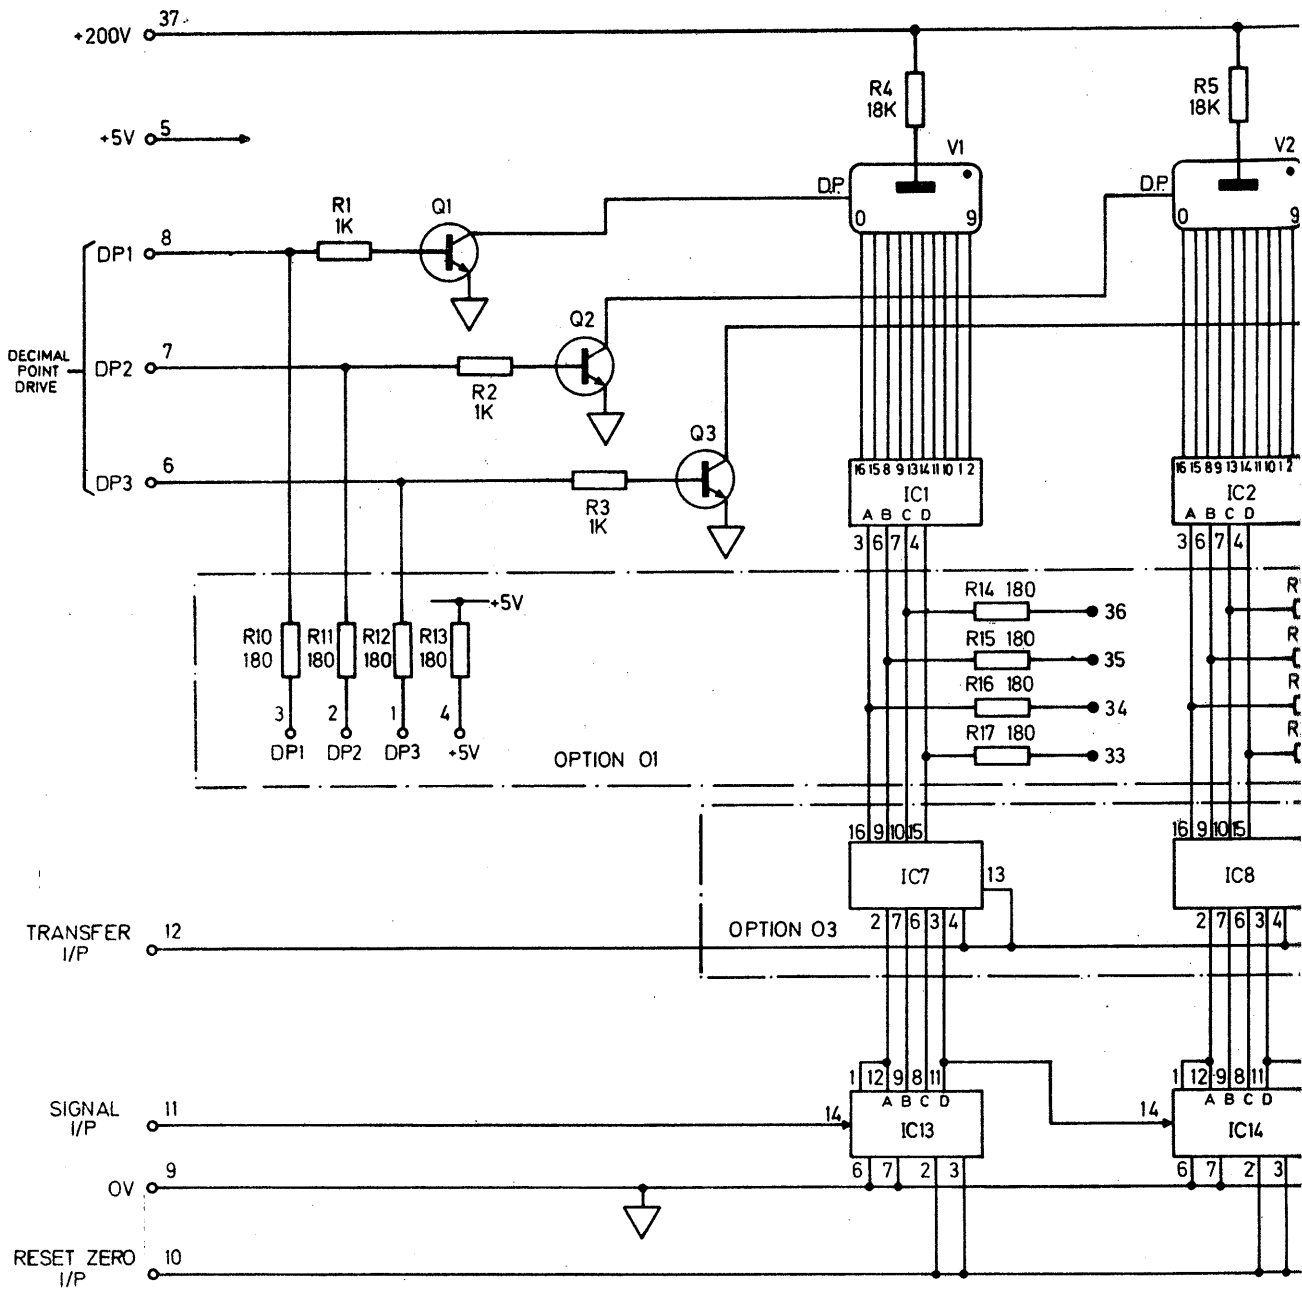 +200V 37
+5V 5
R4 18K
R5 18K
V1
V2
D.P.
0 9
D.P.
0 9
R1 1K
Q1
DECIMAL POINT DRIVE
DP1 8
Q2
DP2 7
R2 1K
Q3
DP3 6
R3 1K
16 15 8 9 13 14 11 10 1 2
IC1
A B C D
3 6 7 4
16 15 8 9 13 14 11 10 1 2
IC2
A B C D
3 6 7 4
+5V
R10 180
R11 180
R12 180
R13 180
3 2 1 4
DP1 DP2 DP3 +5V
OPTION 01
R14 180 36
R15 180 35
R16 180 34
R17 180 33
R
R
R
R
16 9 10 15
IC7
13
2 7 6 3 4
16 9 10 15
IC8
2 7 6 3 4
OPTION 03
TRANSFER I/P 12
1 12 9 8 11
A B C D
14
IC13
6 7 2 3
1 12 9 8 11
A B C D
14
IC14
6 7 2 3
SIGNAL I/P 11
0V 9
RESET ZERO I/P 10